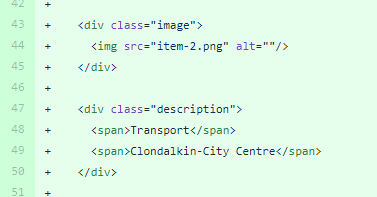 42 +
43 + <div class="image">
44 + <img src="item-2.png" alt=""/>
45 + </div>
46 +
47 + <div class="description">
48 + <span>Transport</span>
49 + <span>Clondalkin-City Centre</span>
50 + </div>
51 +